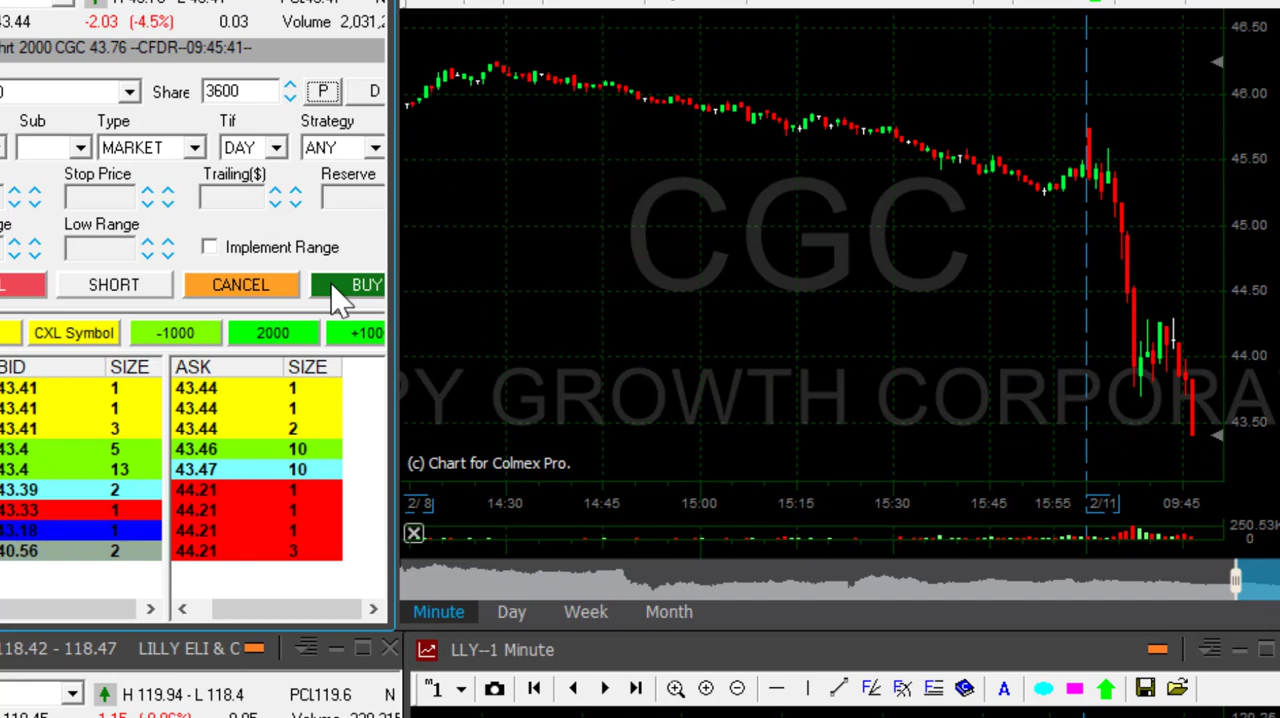 43.44 -2.03 (-4.5%) 0.03 Volume 2,031,2
hrt 2000 CGC 43.76 --CFDR--09:45:41--
Share 3600 P D
Sub Type Tif Strategy
MARKET DAY ANY
Stop Price Trailing($) Reserve
Low Range Implement Range
SHORT CANCEL BUY
CXL Symbol -1000 2000 +100
BID SIZE ASK SIZE
43.41 1 43.44 1
43.41 1 43.44 1
43.41 3 43.44 2
43.4 5 43.46 10
43.4 13 43.47 10
43.39 2 44.21 1
43.33 1 44.21 1
43.18 1 44.21 1
40.56 2 44.21 3
118.42 - 118.47 LILLY ELI & C
H 119.94 - L 118.4 PCL119.6 N
46.50
46.00
45.50
45.00
44.50
44.00
43.50
CGC
PY GROWTH CORPORA
(c) Chart for Colmex Pro.
2/ 8 14:30 14:45 15:00 15:15 15:30 15:45 15:55 2/11 09:45
250.53K
0
Minute Day Week Month
LLY--1 Minute
m1
A